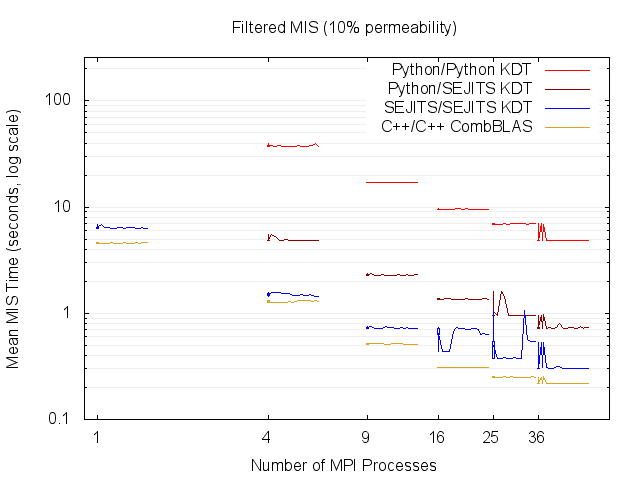 Filtered MIS (10% permeability)
Python/Python KDT
Python/SEJITS KDT
SEJITS/SEJITS KDT
C++/C++ CombBLAS
Mean MIS Time (seconds, log scale)
100
10
1
0.1
1 4 9 16 25 36
Number of MPI Processes